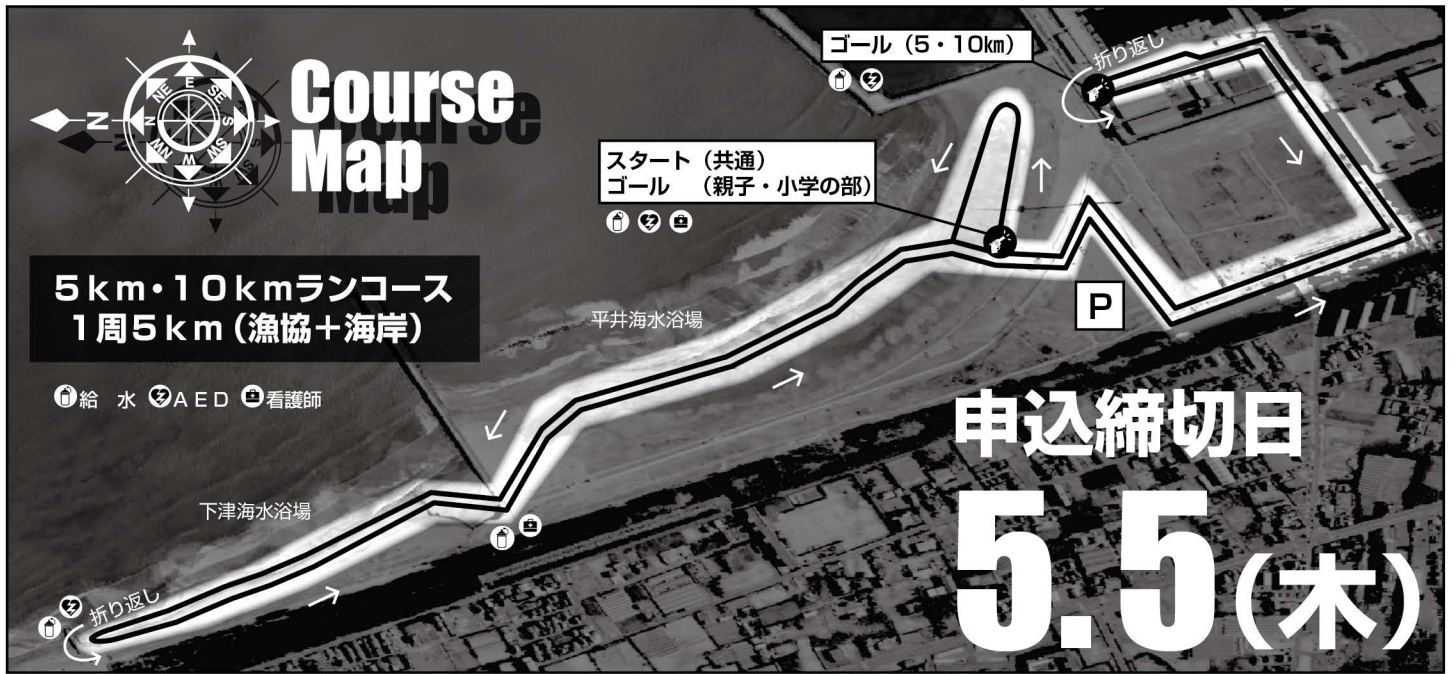 Course
Map
N
E
SE
S
SW
W
NW
N
NE
ゴール（5・10㎞）
折り返し
スタート（共通）
ゴール　（親子・小学の部）
5ｋｍ・10ｋｍランコース
1周5ｋｍ（漁協＋海岸）
給　水 ＡＥＤ 看護師
平井海水浴場
P
下津海水浴場
折り返し
申込締切日
5.5(木)